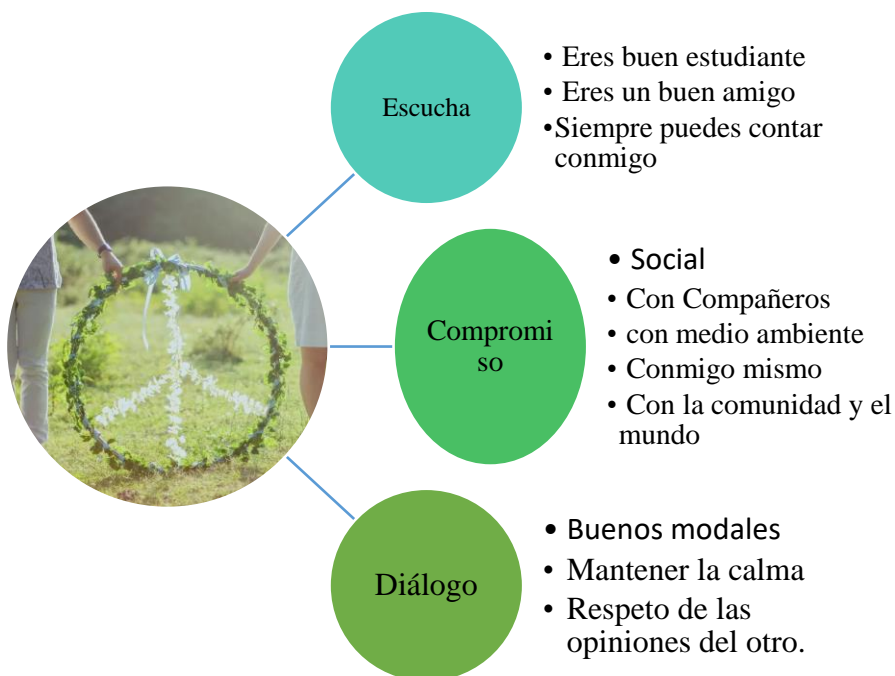 Escucha
• Eres buen estudiante
• Eres un buen amigo
•Siempre puedes contar
conmigo
Compromi
so
• Social
• Con Compañeros
• con medio ambiente
• Conmigo mismo
• Con la comunidad y el
mundo
Diálogo
• Buenos modales
• Mantener la calma
• Respeto de las
opiniones del otro.